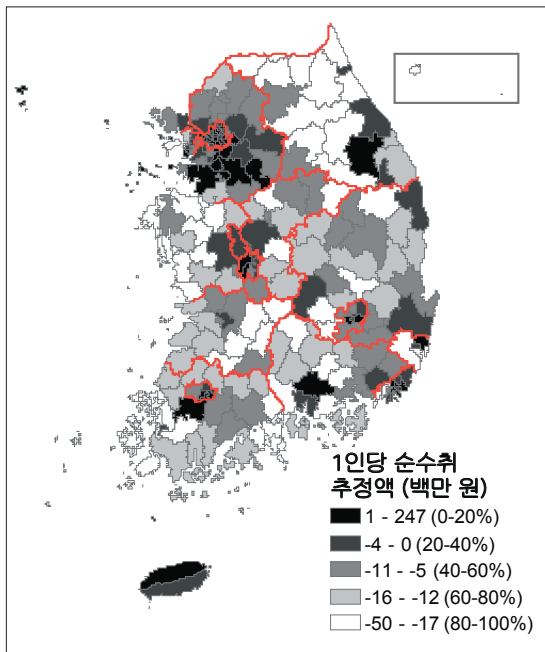 1인당 순수취
추정액 (백만 원)
1 - 247 (0-20%)
-4 - 0 (20-40%)
-11 - -5 (40-60%)
-16 - -12 (60-80%)
-50 - -17 (80-100%)